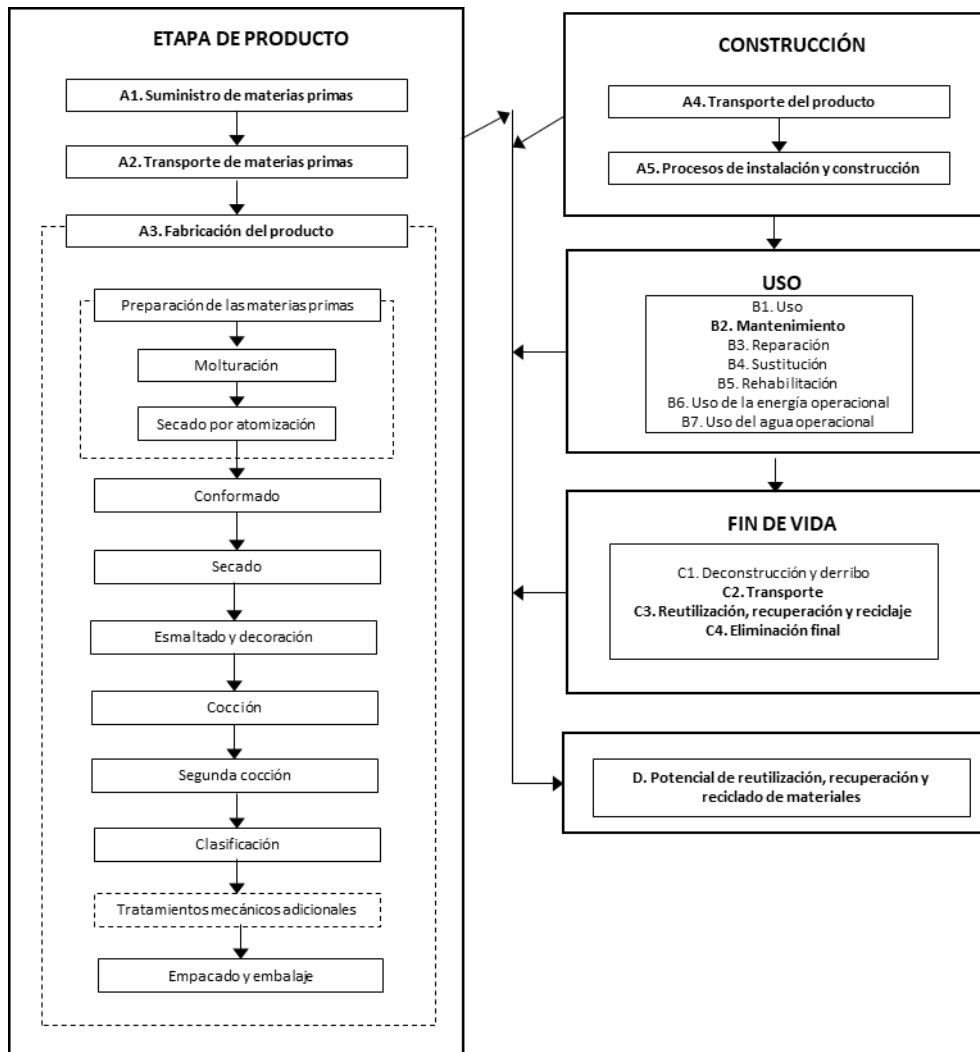 ETAPA DE PRODUCTO
A1. Suministro de materias primas
A2. Transporte de materias primas
A3. Fabricación del producto
Preparación de las materias primas
Molturación
Secado por atomización
Conformado
Secado
Esmaltado y decoración
Cocción
Segunda cocción
Clasificación
Tratamientos mecánicos adicionales
Empacado y embalaje
CONSTRUCCIÓN
A4. Transporte del producto
A5. Procesos de instalación y construcción
USO
B1. Uso
B2. Mantenimiento
B3. Reparación
B4. Sustitución
B5. Rehabilitación
B6. Uso de la energía operacional
B7. Uso del agua operacional
FIN DE VIDA
C1. Deconstrucción y derribo
C2. Transporte
C3. Reutilización, recuperación y reciclaje
C4. Eliminación final
D. Potencial de reutilización, recuperación y
reciclado de materiales